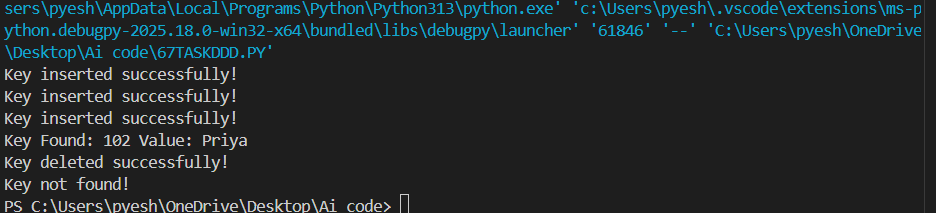 sers\pyesh\AppData\Local\Programs\Python\Python313\python.exe' 'c:\Users\pyesh\.vscode\extensions\ms-p
ython.debugpy-2025.18.0-win32-x64\bundled\libs\debugpy\launcher' '61846' '--' 'C:\Users\pyesh\OneDrive
\Desktop\Ai code\67TASKDDD.PY'
Key inserted successfully!
Key inserted successfully!
Key inserted successfully!
Key Found: 102 Value: Priya
Key deleted successfully!
Key not found!
PS C:\Users\pyesh\OneDrive\Desktop\Ai code>